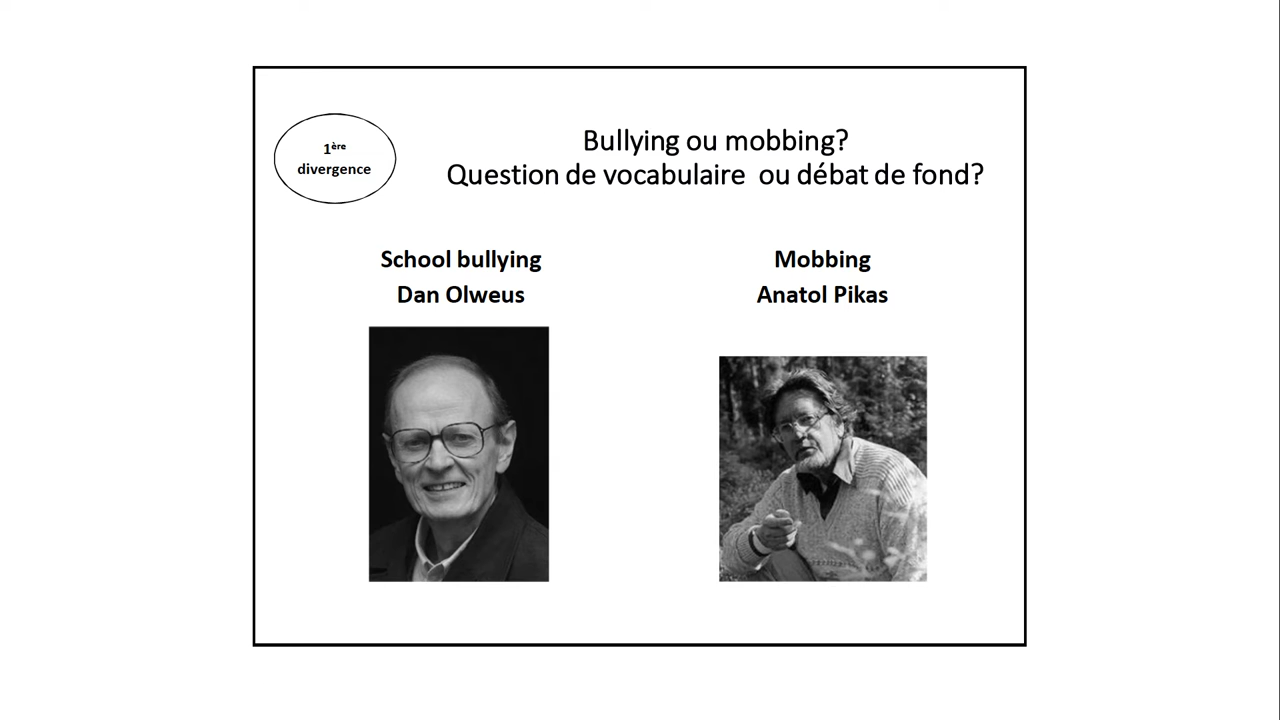 1ère
divergence
Bullying ou mobbing?
Question de vocabulaire  ou débat de fond?
School bullying
Dan Olweus
Mobbing
Anatol Pikas